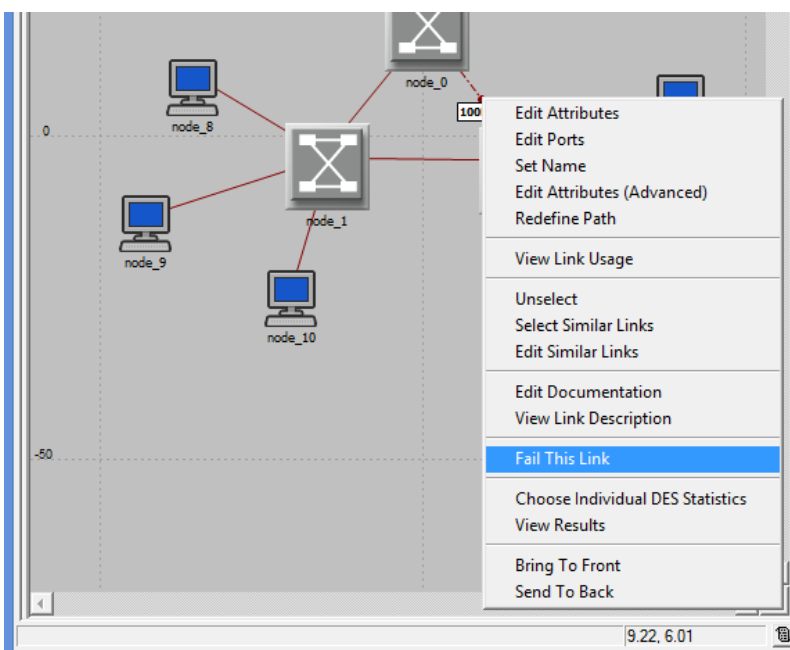 node_0
node_8
100
0
node_1
node_9
node_10
-50
Edit Attributes
Edit Ports
Set Name
Edit Attributes (Advanced)
Redefine Path
View Link Usage
Unselect
Select Similar Links
Edit Similar Links
Edit Documentation
View Link Description
Fail This Link
Choose Individual DES Statistics
View Results
Bring To Front
Send To Back
9.22, 6.01